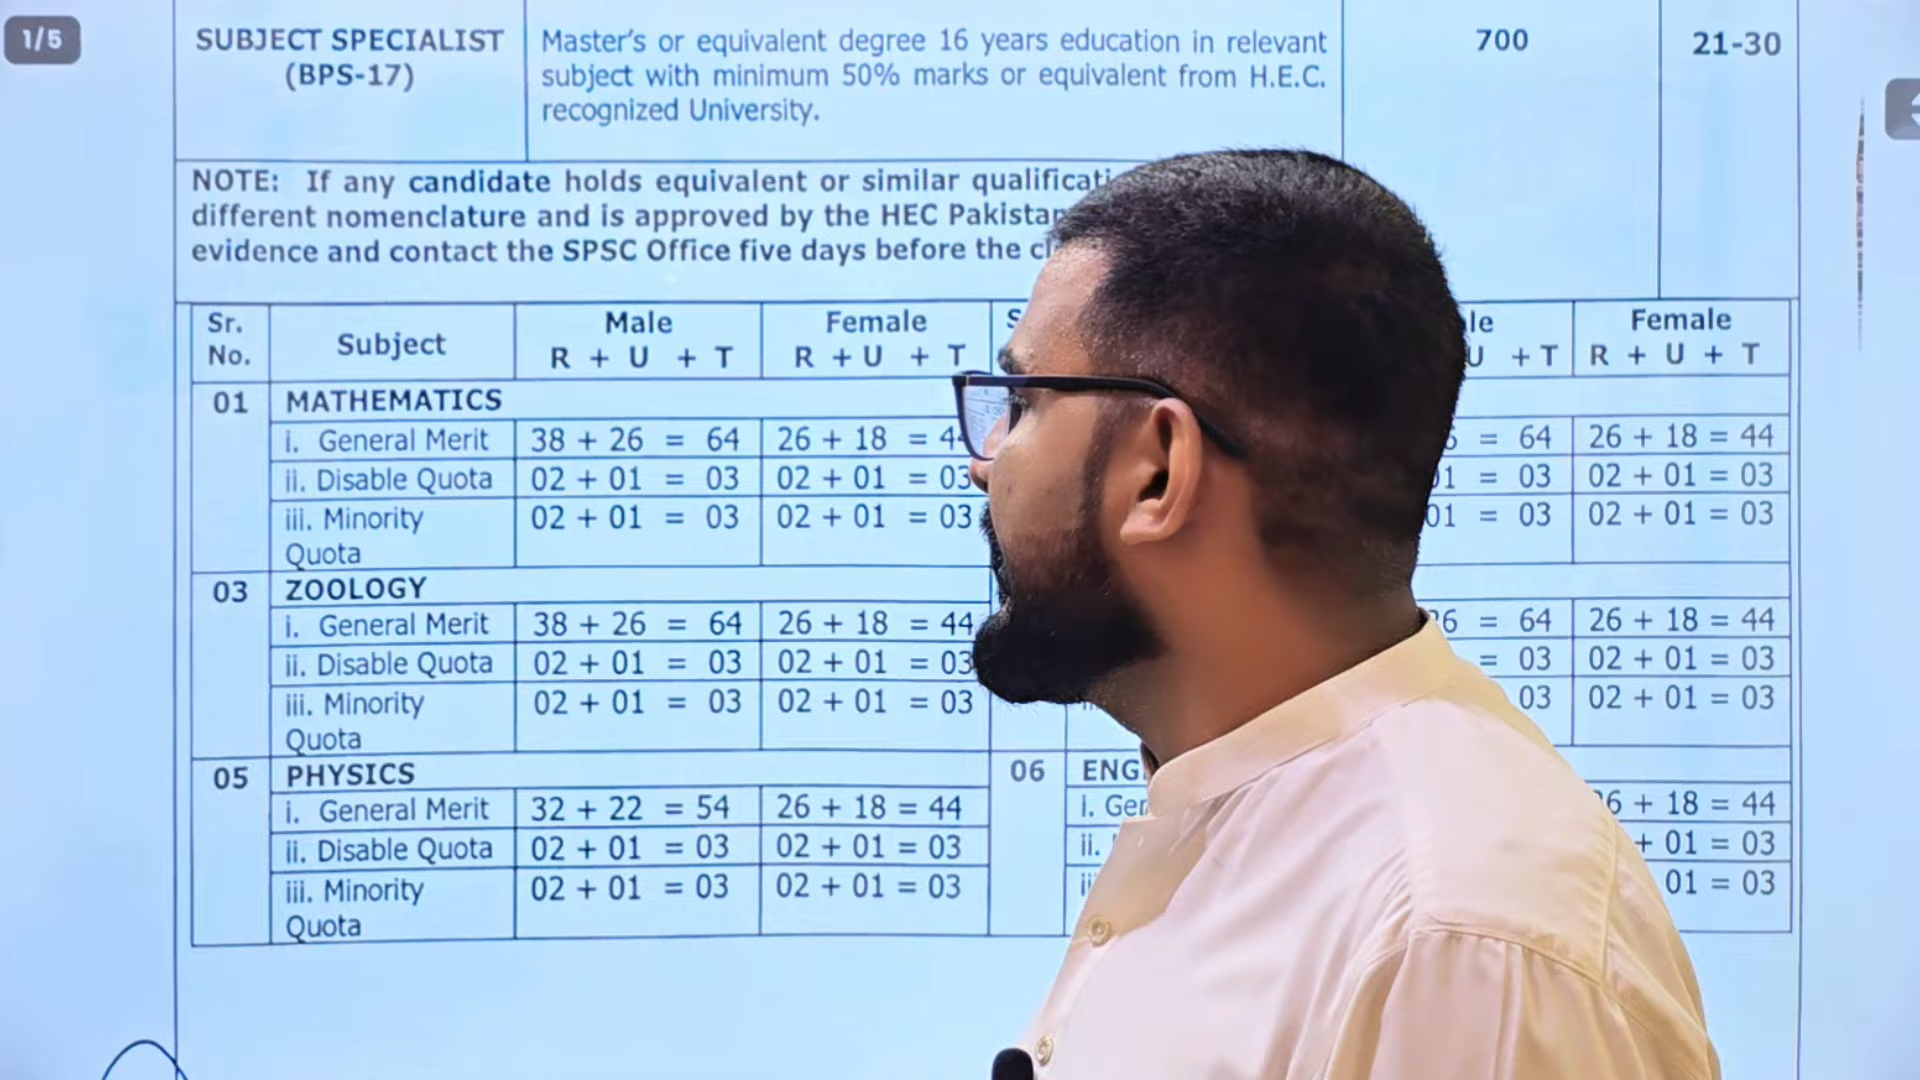 1/5
SUBJECT SPECIALIST
(BPS-17)
Master's or equivalent degree 16 years education in relevant
subject with minimum 50% marks or equivalent from H.E.C.
recognized University.
700
21-30
NOTE: If any candidate holds equivalent or similar
different nomenclature and is approved by the HEC
evidence and contact the SPSC Office five days before the
Sr. No.
Subject
Male
R + U + T
Female
R + U + T
U + T
Female
R + U + T
01 MATHEMATICS
i. General Merit 38 + 26 = 64 26 + 18 =
ii. Disable Quota 02 + 01 = 03 02 + 01 = 03
iii. Minority 02 + 01 = 03 02 + 01 = 03
Quota
= 64 26 + 18 = 44
= 03 02 + 01 = 03
01 = 03 02 + 01 = 03
03 ZOOLOGY
i. General Merit 38 + 26 = 64 26 + 18 = 44
ii. Disable Quota 02 + 01 = 03 02 + 01 = 03
iii. Minority 02 + 01 = 03 02 + 01 = 03
Quota
= 64 26 + 18 = 44
= 03 02 + 01 = 03
03 02 + 01 = 03
05 PHYSICS
i. General Merit 32 + 22 = 54 26 + 18 = 44
ii. Disable Quota 02 + 01 = 03 02 + 01 = 03
iii. Minority 02 + 01 = 03 02 + 01 = 03
Quota
06
i.
ii.
+ 18 = 44
+ 01 = 03
01 = 03